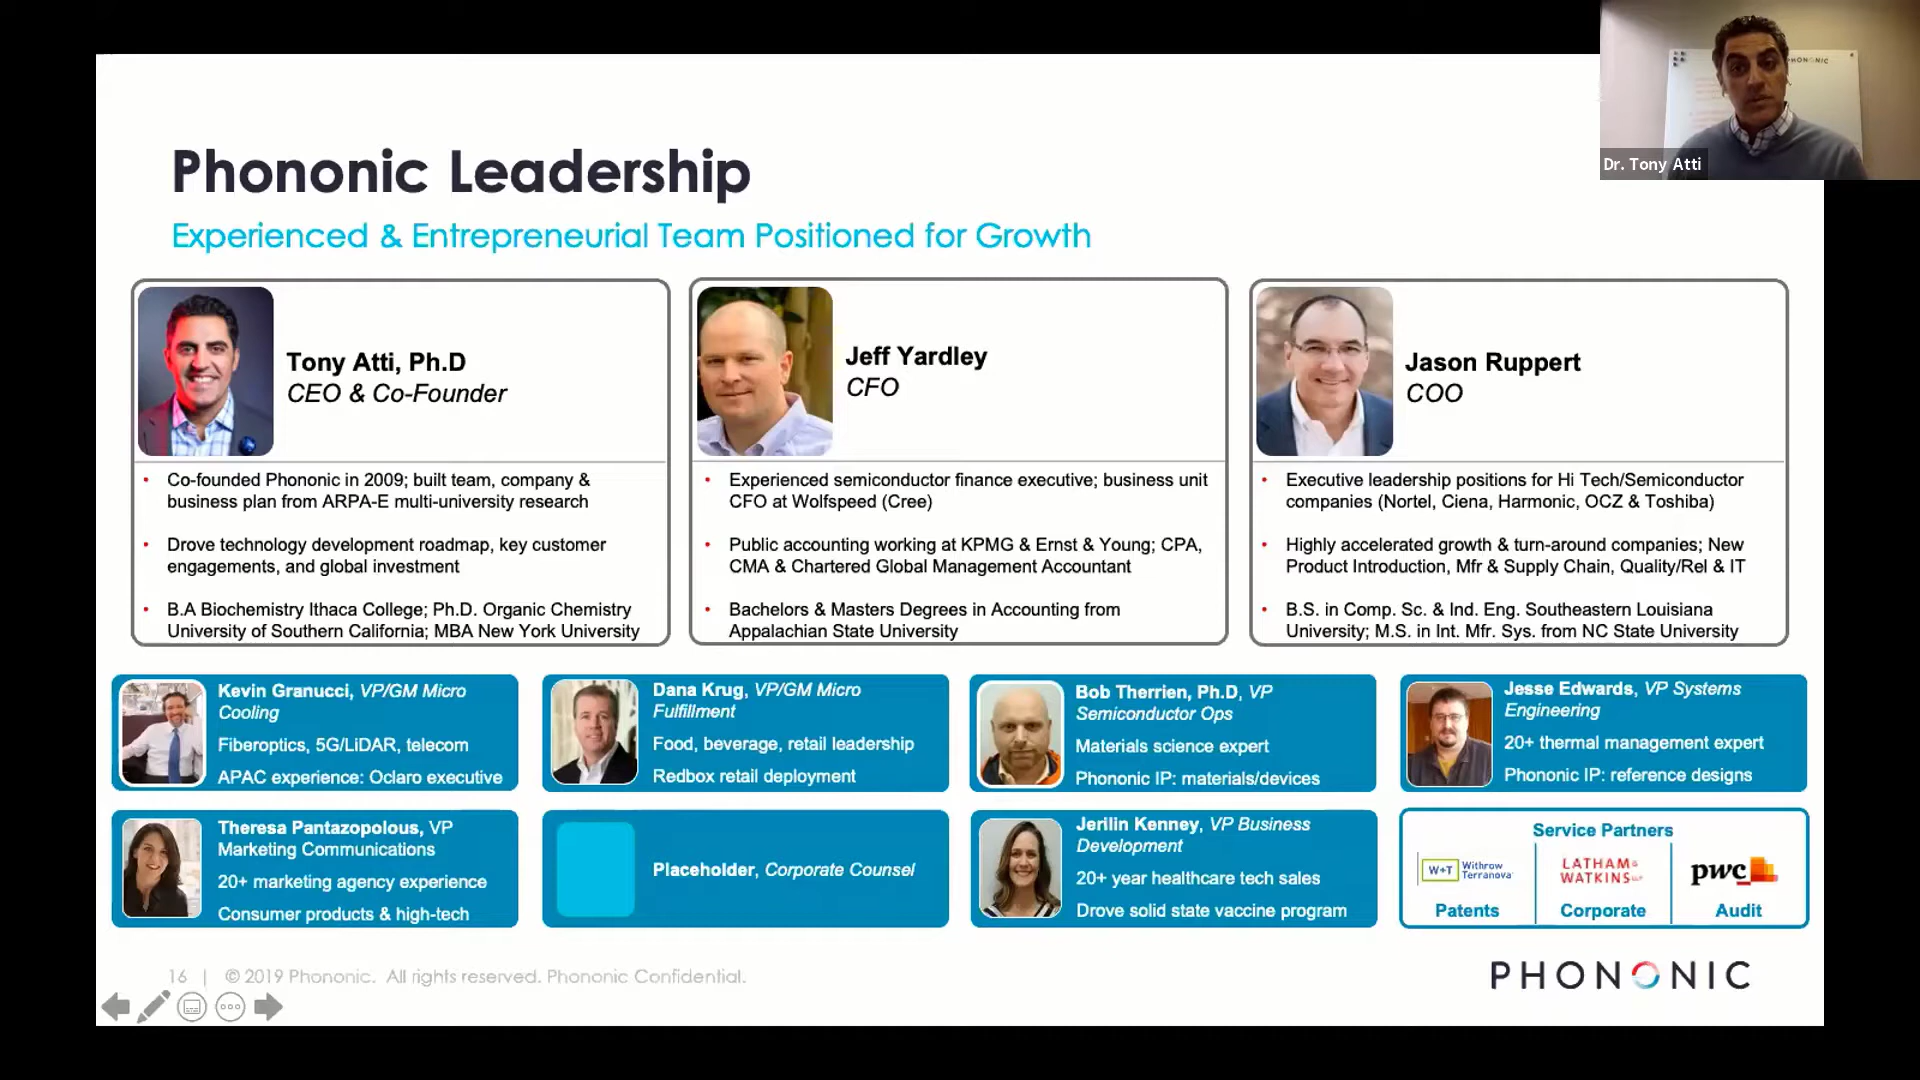 PHONONIC
Dr. Tony Atti
Phononic Leadership
Experienced & Entrepreneurial Team Positioned for Growth
Tony Atti, Ph.D
CEO & Co-Founder
• Co-founded Phononic in 2009; built team, company &
business plan from ARPA-E multi-university research
• Drove technology development roadmap, key customer
engagements, and global investment
• B.A Biochemistry Ithaca College; Ph.D. Organic Chemistry
University of Southern California; MBA New York University
Jeff Yardley
CFO
• Experienced semiconductor finance executive; business unit
CFO at Wolfspeed (Cree)
• Public accounting working at KPMG & Ernst & Young; CPA,
CMA & Chartered Global Management Accountant
• Bachelors & Masters Degrees in Accounting from
Appalachian State University
Jason Ruppert
COO
• Executive leadership positions for Hi Tech/Semiconductor
companies (Nortel, Ciena, Harmonic, OCZ & Toshiba)
• Highly accelerated growth & turn-around companies; New
Product Introduction, Mfr & Supply Chain, Quality/Rel & IT
• B.S. in Comp. Sc. & Ind. Eng. Southeastern Louisiana
University; M.S. in Int. Mfr. Sys. from NC State University
Kevin Granucci, VP/GM Micro
Cooling
Fiberoptics, 5G/LiDAR, telecom
APAC experience: Oclaro executive
Dana Krug, VP/GM Micro
Fulfillment
Food, beverage, retail leadership
Redbox retail deployment
Bob Therrien, Ph.D, VP
Semiconductor Ops
Materials science expert
Phononic IP: materials/devices
Jesse Edwards, VP Systems
Engineering
20+ thermal management expert
Phononic IP: reference designs
Theresa Pantazopolous, VP
Marketing Communications
20+ marketing agency experience
Consumer products & high-tech
Placeholder, Corporate Counsel
Jerilin Kenney, VP Business
Development
20+ year healthcare tech sales
Drove solid state vaccine program
Service Partners
W+T Withrow
Terranova
Patents
LATHAM &
WATKINS LLP
Corporate
pwc
Audit
16 | © 2019 Phononic. All rights reserved. Phononic Confidential.
PHONONIC